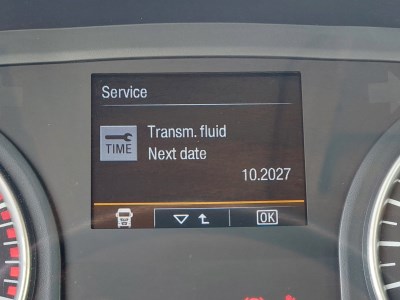 Service
Transm. fluid
TIME
Next date
10.2027
OK